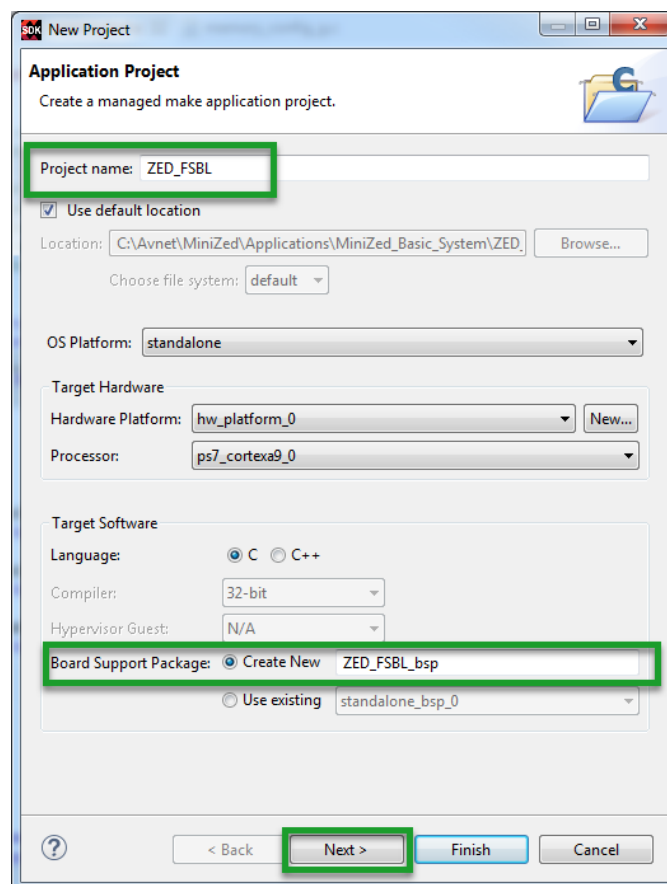 SDK New Project
Application Project
Create a managed make application project.
Project name: ZED_FSBL
Use default location
Location: C:\Avnet\MiniZed\Applications\MiniZed_Basic_System\ZED_ Browse...
Choose file system: default
OS Platform: standalone
Target Hardware
Hardware Platform: hw_platform_0 New...
Processor: ps7_cortexa9_0
Target Software
Language: C C++
Compiler: 32-bit
Hypervisor Guest: N/A
Board Support Package: Create New ZED_FSBL_bsp
Use existing standalone_bsp_0
? < Back Next > Finish Cancel